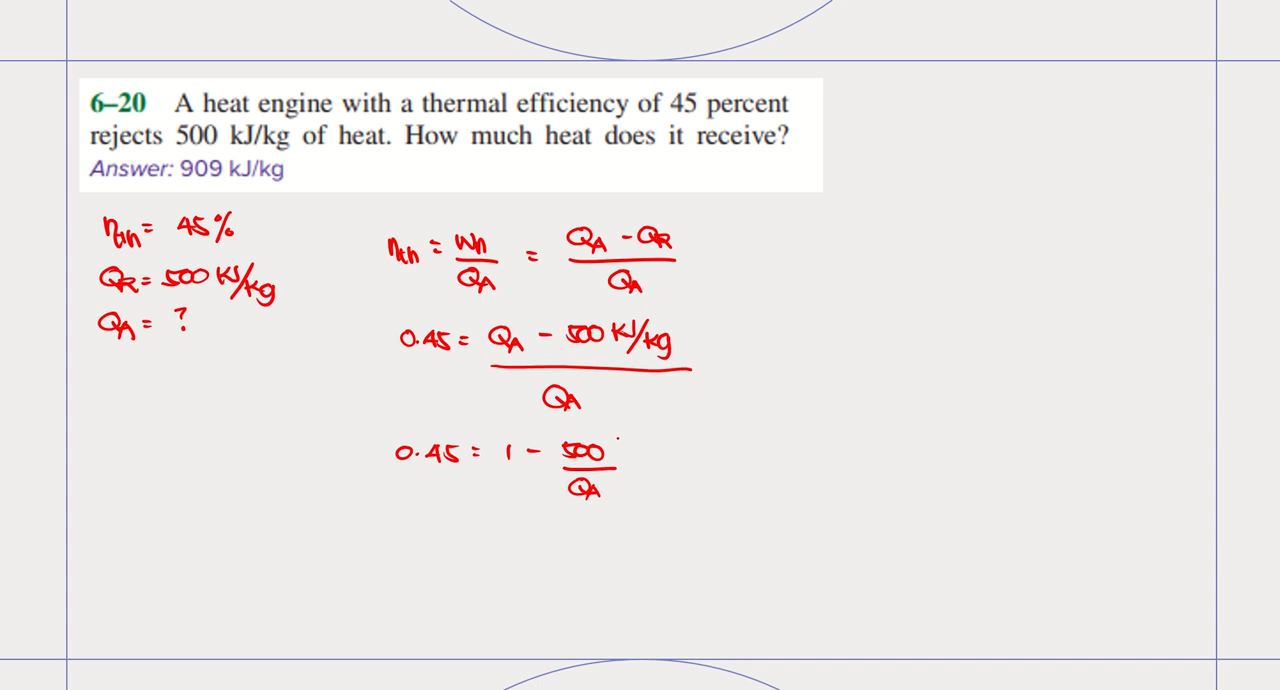 6–20 A heat engine with a thermal efficiency of 45 percent
rejects 500 kJ/kg of heat. How much heat does it receive?
Answer: 909 kJ/kg
ηth = 45%
QR = 500 KJ/kg
QA = ?
ηth = Wn/QA = QA - QR/QA
0.45 = QA - 500 KJ/kg/QA
0.45 = 1 - 500/QA